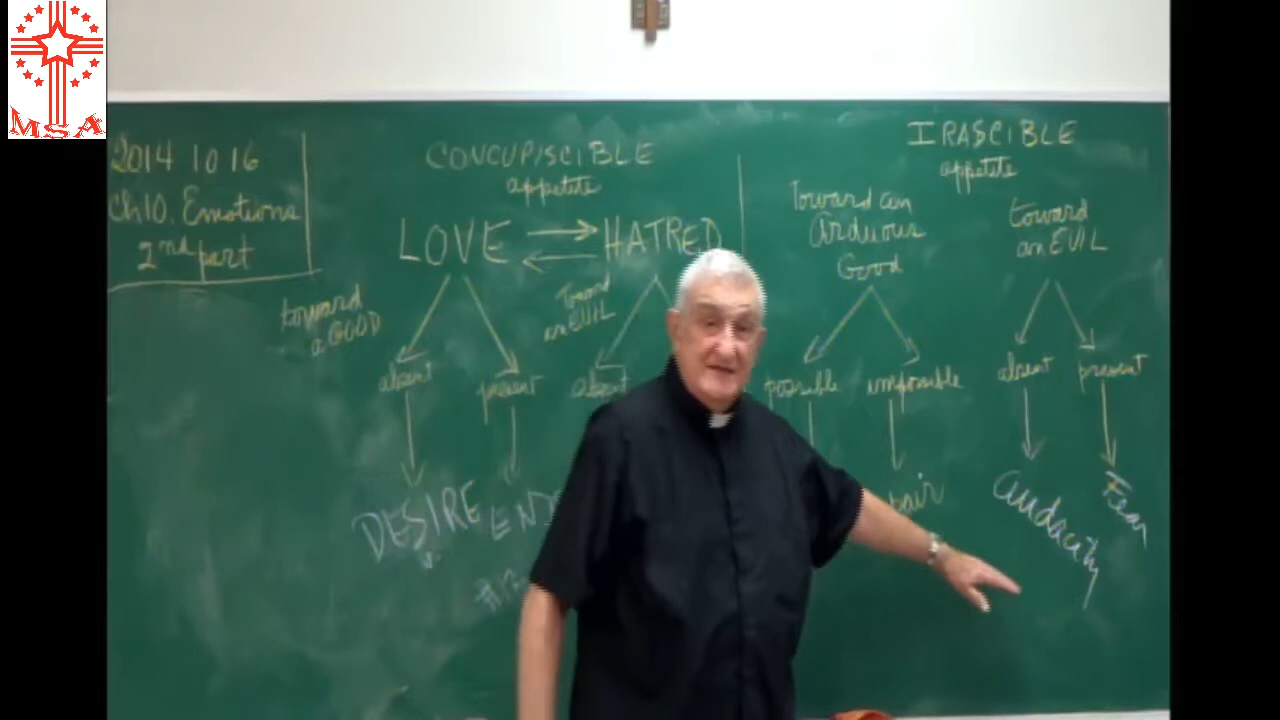 MSA
2014 10 16
Ch10. Emotions
2nd part
CONCUPISCIBLE
appetite
LOVE HATRED
toward
a GOOD
absent present
DESIRE
Toward
an EVIL
absent
IRASCIBLE
appetite
Toward an
Arduous
Good
possible impossible
toward
an EVIL
absent present
audacity Fear